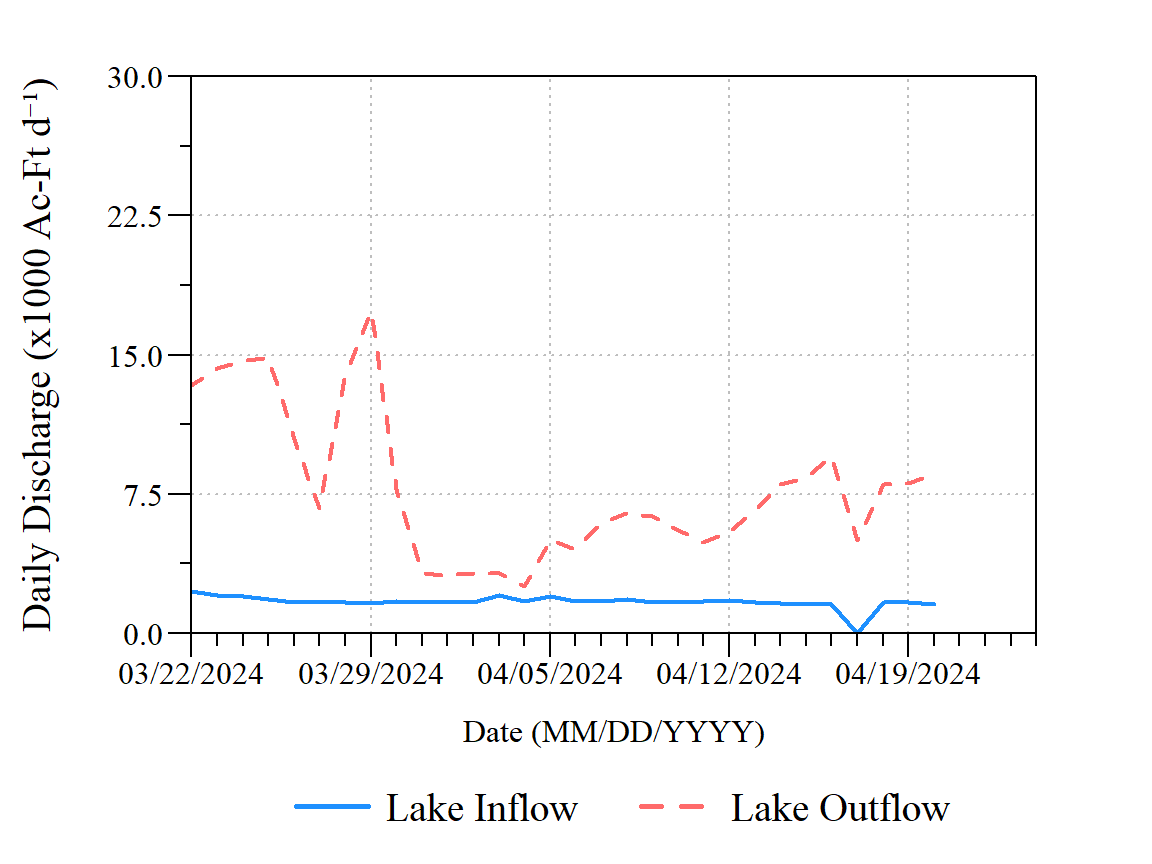 Daily Discharge (x1000 Ac-Ft d⁻¹)
30.0
22.5
15.0
7.5
0.0
03/22/2024 03/29/2024 04/05/2024 04/12/2024 04/19/2024
Date (MM/DD/YYYY)
Lake Inflow Lake Outflow